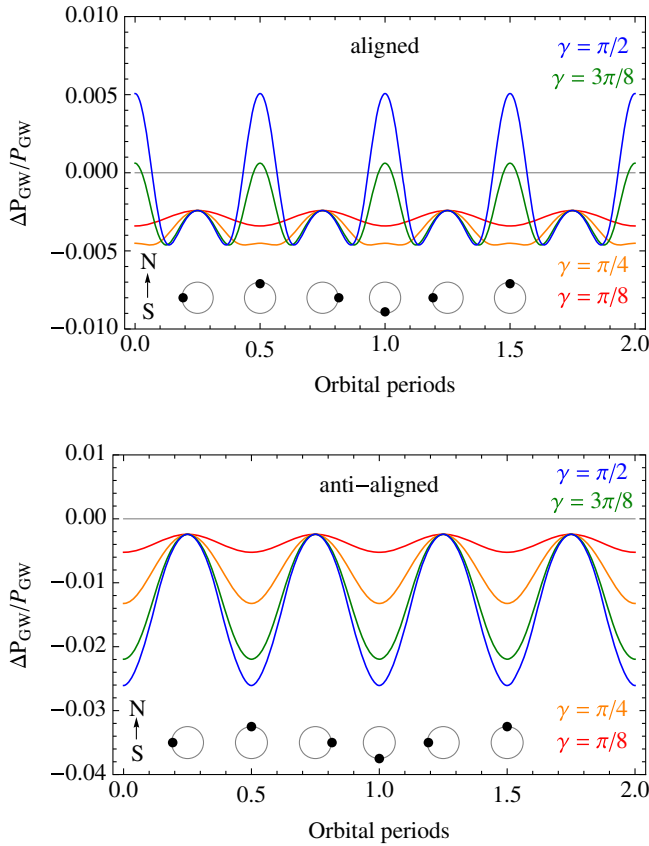 0.010
aligned
γ = π/2
γ = 3π/8
0.005
0.000
ΔP_GW/P_GW
−0.005
N
S
γ = π/4
γ = π/8
−0.010
0.0 0.5 1.0 1.5 2.0
Orbital periods
0.01
anti−aligned
γ = π/2
γ = 3π/8
0.00
−0.01
ΔP_GW/P_GW
−0.02
−0.03
N
S
γ = π/4
γ = π/8
−0.04
0.0 0.5 1.0 1.5 2.0
Orbital periods